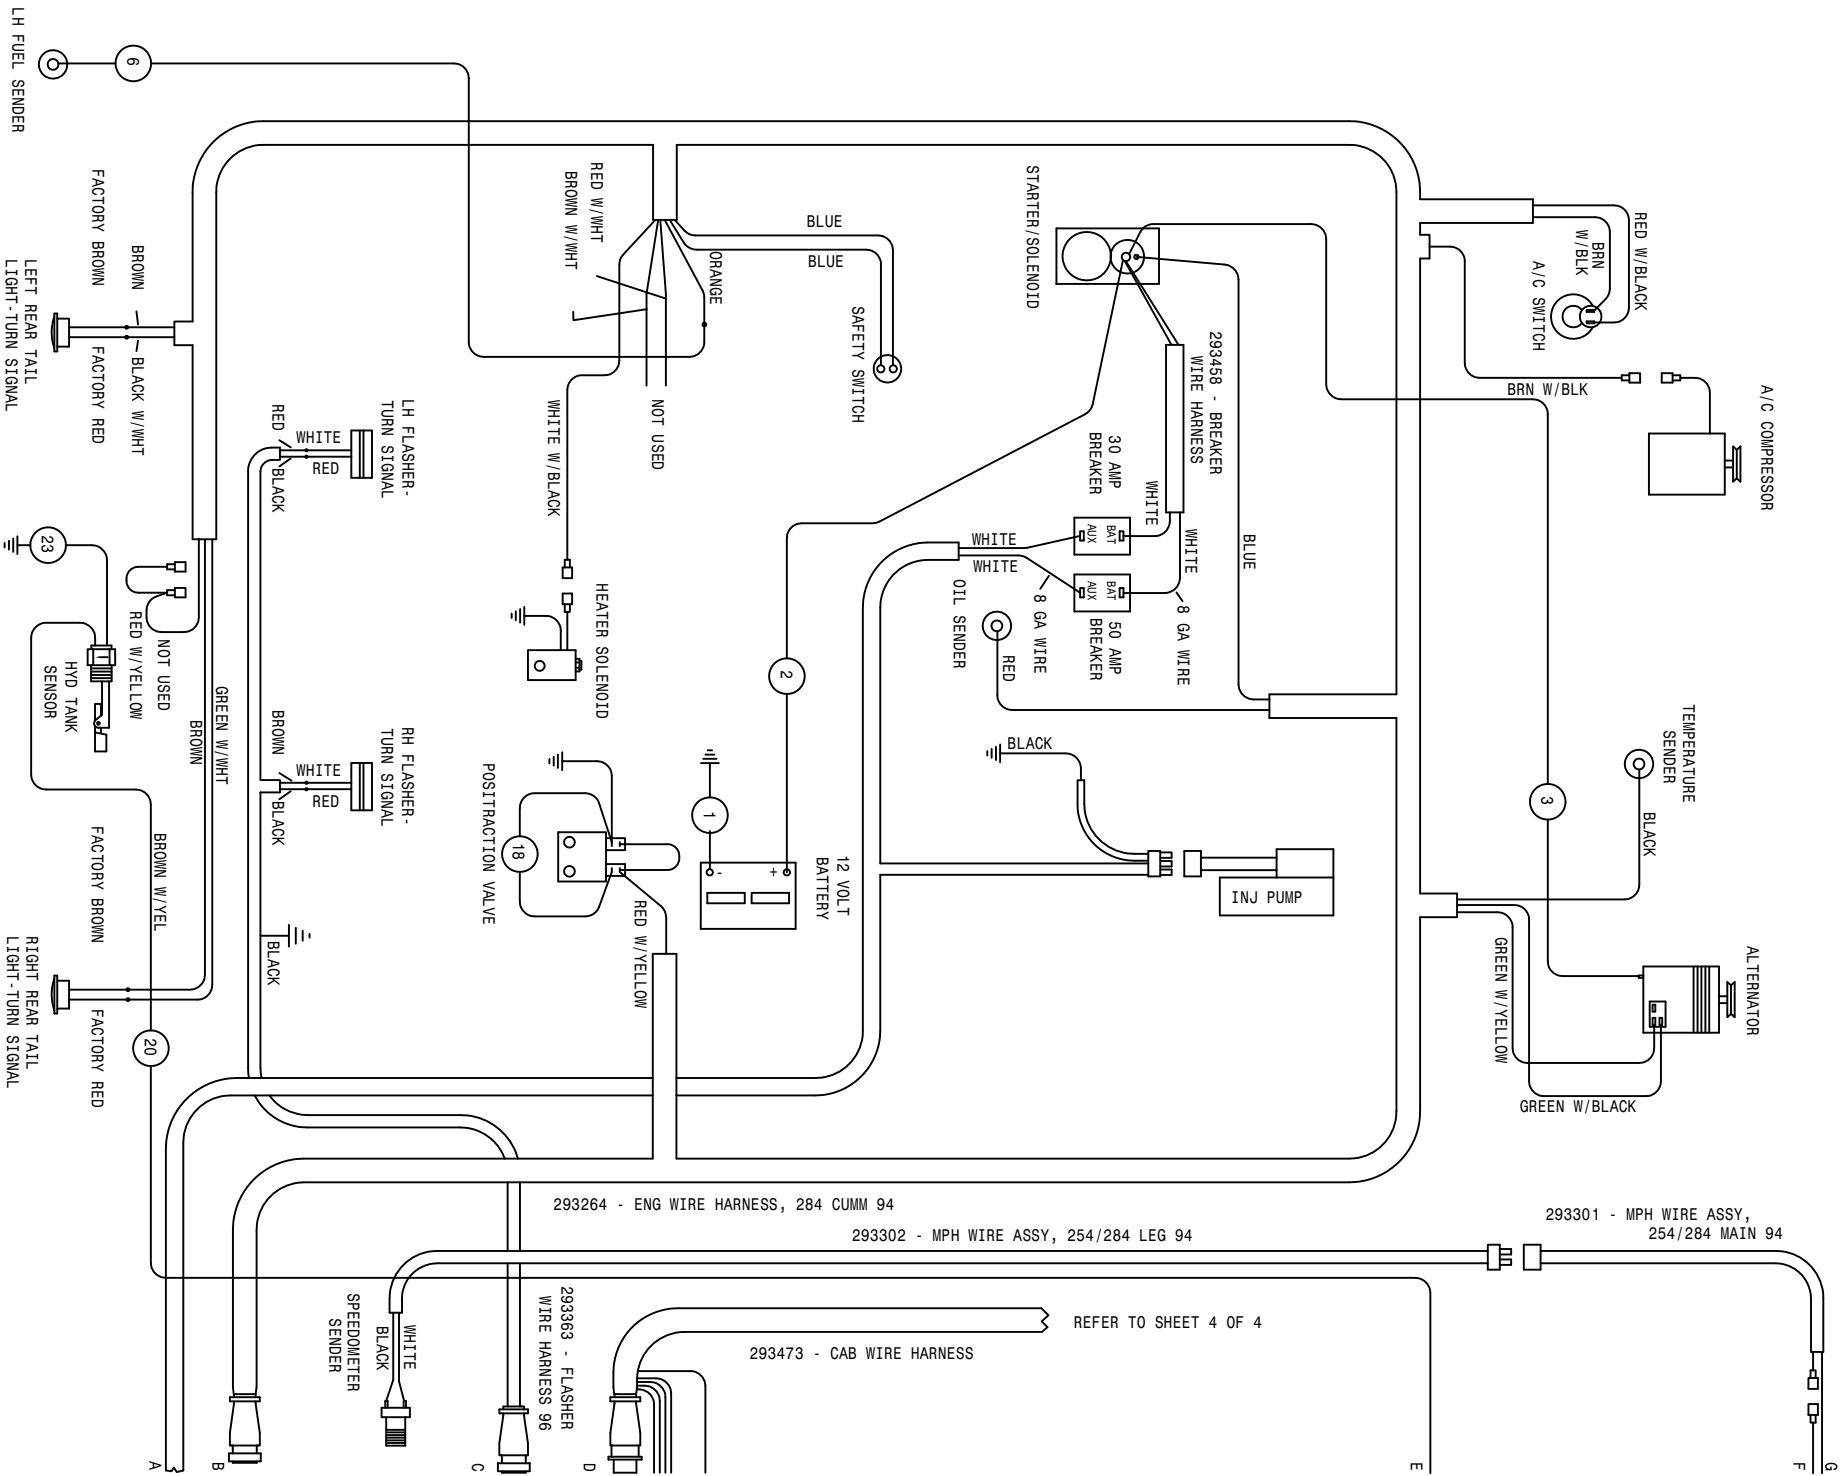 LH FUEL SENDER
6
FACTORY BROWN
BROWN
LEFT REAR TAIL
LIGHT-TURN SIGNAL
FACTORY RED
BLACK W/WHT
RED W/WHT
BROWN W/WHT
ORANGE
BLUE
BLUE
SAFETY SWITCH
NOT USED
WHITE W/BLACK
HEATER SOLENOID
STARTER/SOLENOID
293458 - BREAKER
WIRE HARNESS
30 AMP
BREAKER
WHITE
WHITE
BAT
AUX
BAT
AUX
50 AMP
BREAKER
8 GA WIRE
8 GA WIRE
WHITE
WHITE
BLUE
OIL SENDER
RED
RED W/BLACK
BRN
W/BLK
A/C SWITCH
BRN W/BLK
A/C COMPRESSOR
LH FLASHER-
TURN SIGNAL
RED
WHITE
RED
BLACK
23
NOT USED
RED W/YELLOW
HYD TANK
SENSOR
GREEN W/WHT
BROWN
RH FLASHER-
TURN SIGNAL
BROWN
WHITE
RED
BLACK
BLACK
2
1
12 VOLT
BATTERY
-
+
POSITRACTION VALVE
18
RED W/YELLOW
BLACK
INJ PUMP
TEMPERATURE
SENDER
3
BLACK
ALTERNATOR
GREEN W/YELLOW
GREEN W/BLACK
BROWN W/YEL
FACTORY BROWN
RIGHT REAR TAIL
LIGHT-TURN SIGNAL
FACTORY RED
20
293264 - ENG WIRE HARNESS, 284 CUMM 94
293302 - MPH WIRE ASSY, 254/284 LEG 94
293301 - MPH WIRE ASSY,
254/284 MAIN 94
SPEEDOMETER
SENDER
WHITE
BLACK
293363 - FLASHER
WIRE HARNESS 96
REFER TO SHEET 4 OF 4
293473 - CAB WIRE HARNESS
A
B
C
D
E
F
G